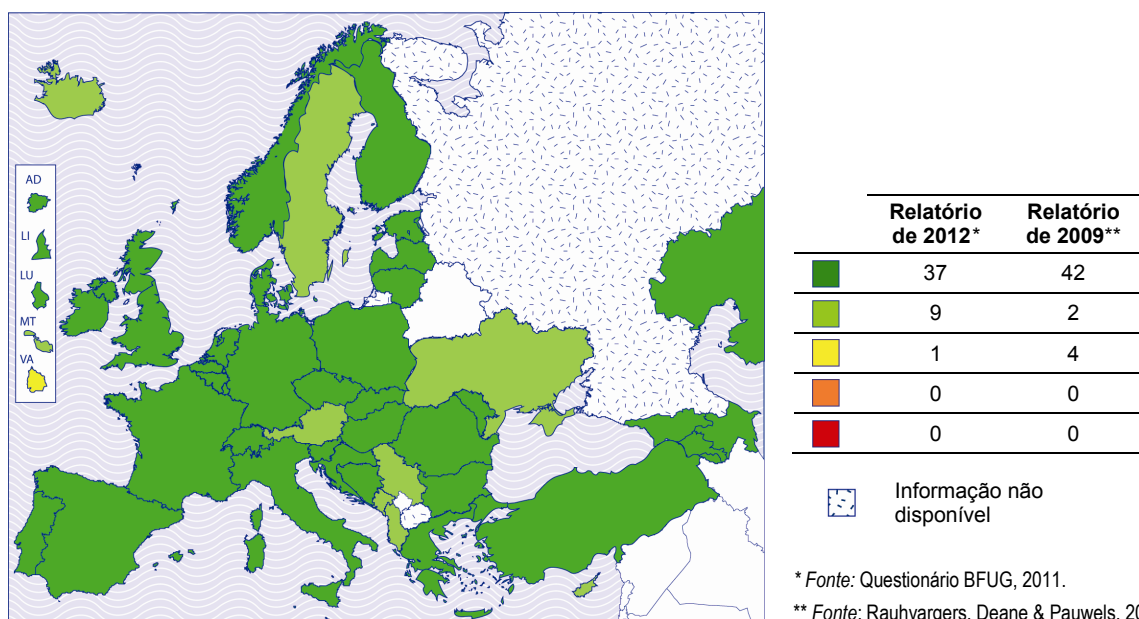 AD
LI
LU
MT
VA
Relatório de 2012* Relatório de 2009**
37 42
9 2
1 4
0 0
0 0
Informação não
disponível
* Fonte: Questionário BFUG, 2011.
** Fonte: Rauhvargers, Deane & Pauwels, 20